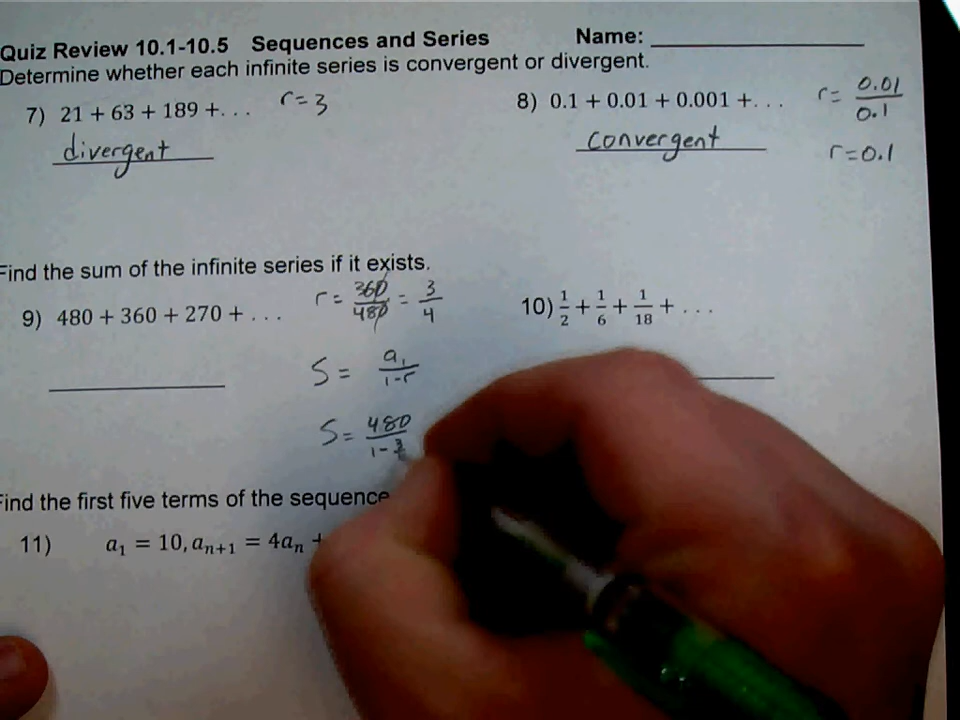 Quiz Review 10.1-10.5 Sequences and Series Name:
Determine whether each infinite series is convergent or divergent.
7) 21 + 63 + 189 +. . . r = 3
divergent
8) 0.1 + 0.01 + 0.001 +. . . r = 0.01/0.1
convergent r = 0.1
Find the sum of the infinite series if it exists.
9) 480 + 360 + 270 + . . . r = 360/480 = 3/4
S = a₁/1-r
S = 480/1-3/
10) 1/2 + 1/6 + 1/18 + . . .
Find the first five terms of the sequence
11) a₁ = 10, aₙ₊₁ = 4aₙ +